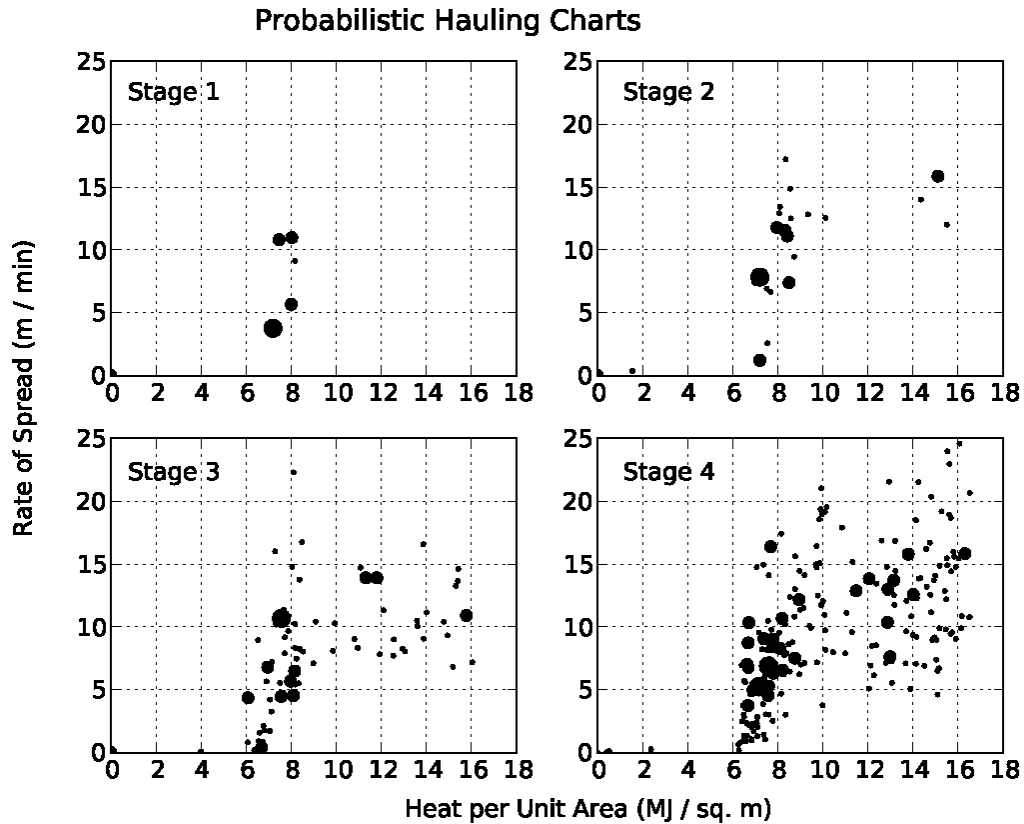 Probabilistic Hauling Charts
25
20
15
10
5
0
Stage 1
0 2 4 6 8 10 12 14 16 18
25
20
15
10
5
0
Stage 2
0 2 4 6 8 10 12 14 16 18
Rate of Spread (m / min)
25
20
15
10
5
0
Stage 3
0 2 4 6 8 10 12 14 16 18
25
20
15
10
5
0
Stage 4
0 2 4 6 8 10 12 14 16 18
Heat per Unit Area (MJ / sq. m)